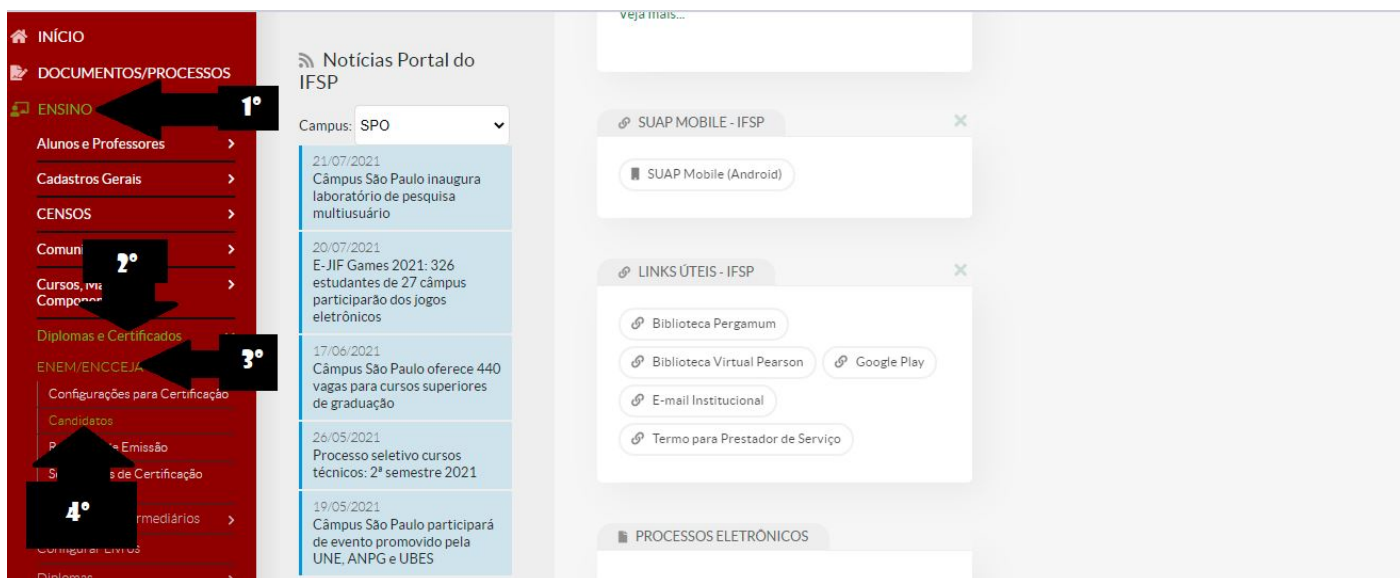 INÍCIO
DOCUMENTOS/PROCESSOS
ENSINO
1º
Alunos e Professores
Cadastros Gerais
CENSOS
2º
Cursos,
Diplomas e Certificados
ENEM/ENCCEJA
3º
Configurações para Certificação
Candidatos
Emissão
de Certificação
4º
Configurar Livros
Diplomas
Notícias Portal do
IFSP
Campus: SPO
21/07/2021
Câmpus São Paulo inaugura
laboratório de pesquisa
multiusuário
20/07/2021
E-JIF Games 2021: 326
estudantes de 27 câmpus
participarão dos jogos
eletrônicos
17/06/2021
Câmpus São Paulo oferece 440
vagas para cursos superiores
de graduação
26/05/2021
Processo seletivo cursos
técnicos: 2ª semestre 2021
19/05/2021
Câmpus São Paulo participará
de evento promovido pela
UNE, ANPG e UBES
Veja mais...
SUAP MOBILE - IFSP
SUAP Mobile (Android)
LINKS ÚTEIS - IFSP
Biblioteca Pergamum
Biblioteca Virtual Pearson Google Play
E-mail Institucional
Termo para Prestador de Serviço
PROCESSOS ELETRÔNICOS